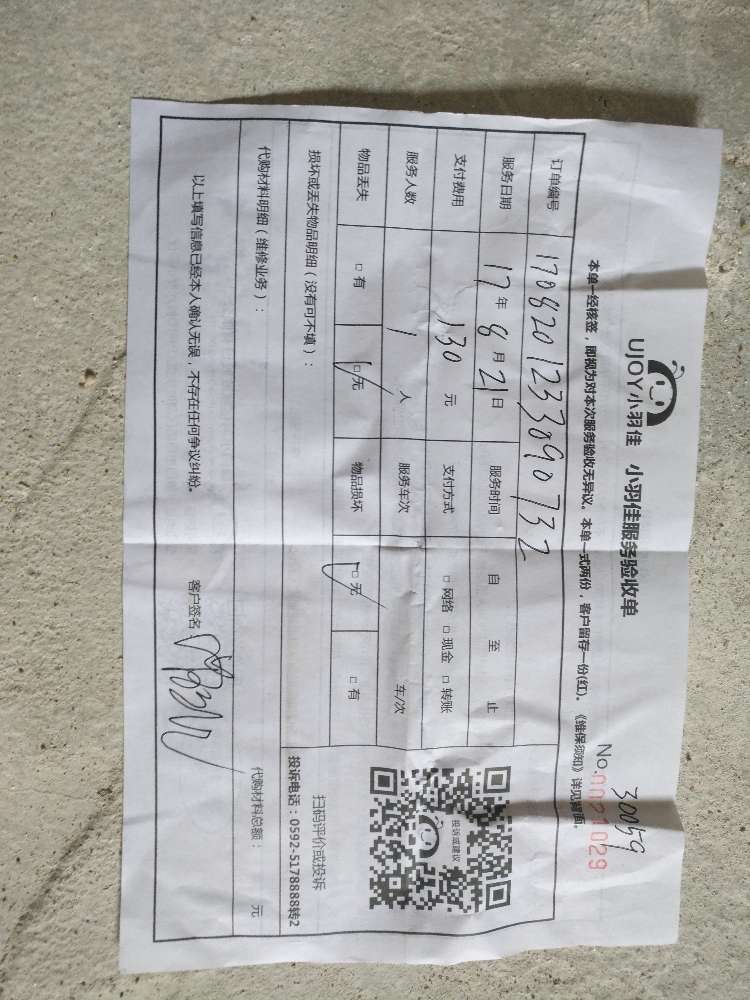 UJOY小羽佳 小羽佳服务验收单
30059
No.0021029
本单一经核签，即视为对本次服务验收无异议。本单一式两份，客户留存一份(红)。《维保须知》详见背面。
订单编号 1708201233090732
服务日期 17年8月21日 服务时间 自 至 止
支付费用 130元 支付方式 □网络 □现金 □转账
服务人数 1人 服务车次 车/次
物品丢失 □有 □无 物品损坏 □无 □有
投诉或建议
损坏或丢失物品明细（没有可不填）：
扫码评价或投诉
投诉电话：0592-5178888转2
代购材料明细（维修业务）：
代购材料总额： 元
以上填写信息已经本人确认无误，不存在任何争议纠纷。 客户签名